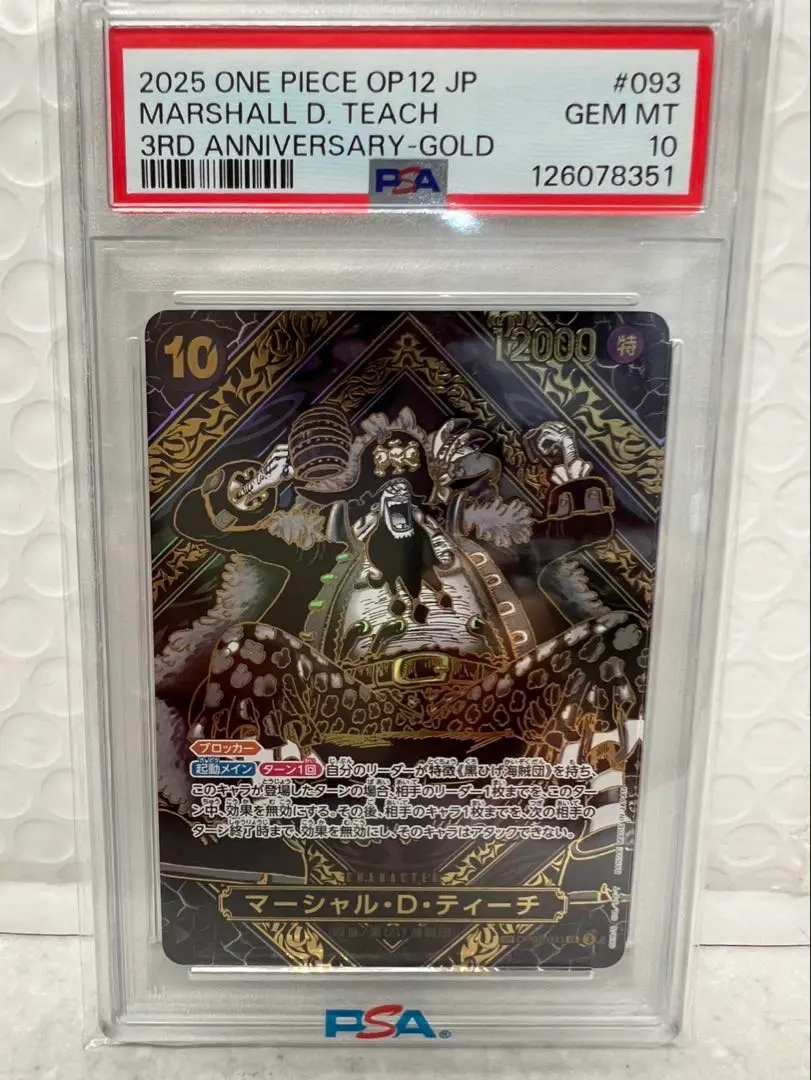 2025 ONE PIECE OP12 JP #093
MARSHALL D. TEACH GEM MT
3RD ANNIVERSARY-GOLD 10
PSA 126078351
10 12000 特
ブロッカー
起動メイン ターン1回 自分のリーダーが特徴《黒ひげ海賊団》を持ち、
このキャラが登場したターンの場合、相手のリーダー1枚までを、このター
ン中、効果を無効にする。その後、相手のキャラ1枚までを、次の相手の
ターン終了時まで、効果を無効にし、そのキャラはアタックできない。
CHARACTER
マーシャル・D・ティーチ
四皇/黒ひげ海賊団
PSA